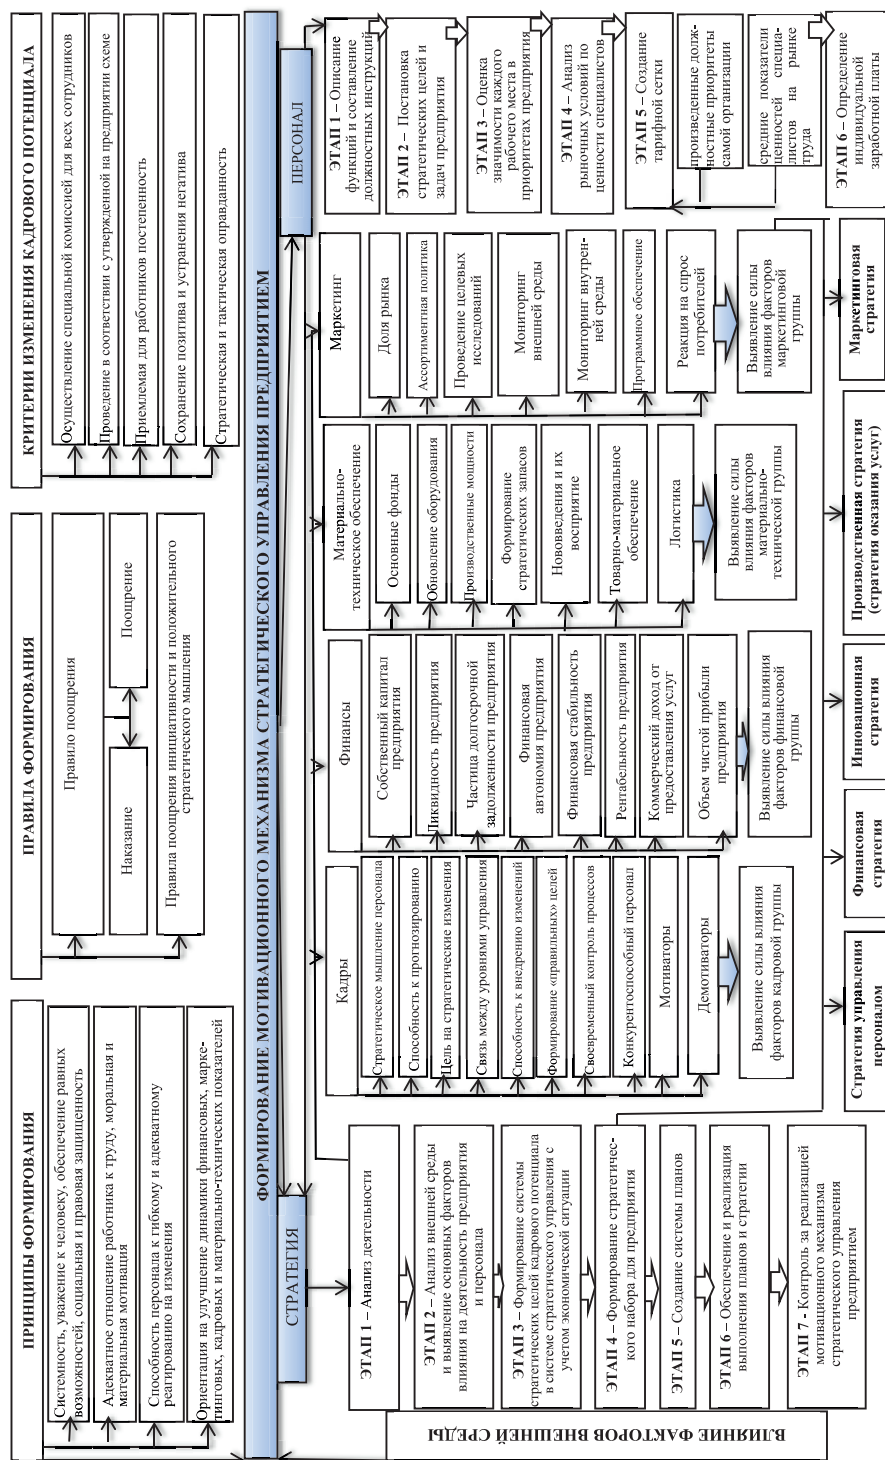 ПРИНЦИПЫ ФОРМИРОВАНИЯ
Системность, уважение к человеку, обеспечение равных
возможностей, социальная и правовая защищенность
Адекватное отношение работника к труду, моральная и
материальная мотивация
Способность персонала к гибкому и адекватному
реагированию на изменения
Ориентация на улучшение динамики финансовых, марке-
тинговых, кадровых и материально-технических показателей
ПРАВИЛА ФОРМИРОВАНИЯ
Правило поощрения
Наказание
Поощрение
Правила поощрения инициативности и положительного
стратегического мышления
КРИТЕРИИ ИЗМЕНЕНИЯ КАДРОВОГО ПОТЕНЦИАЛА
Осуществление специальной комиссией для всех сотрудников
Проведение в соответствии с утвержденной на предприятии схеме
Приемлемая для работников постепенность
Сохранение позитива и устранения негатива
Стратегическая и тактическая оправданность
ФОРМИРОВАНИЕ МОТИВАЦИОННОГО МЕХАНИЗМА СТРАТЕГИЧЕСКОГО УПРАВЛЕНИЯ ПРЕДПРИЯТИЕМ
ВЛИЯНИЕ ФАКТОРОВ ВНЕШНЕЙ СРЕДЫ
СТРАТЕГИЯ
ЭТАП 1 – Анализ деятельности
ЭТАП 2 – Анализ внешней среды
и выявление основных факторов
влияния на деятельность предприятия
и персонала
ЭТАП 3 – Формирование системы
стратегических целей кадрового потенциала
в системе стратегического управления с
учетом экономической ситуации
ЭТАП 4 – Формирование стратегичес-
кого набора для предприятия
ЭТАП 5 – Создание системы планов
ЭТАП 6 – Обеспечение и реализация
выполнения планов и стратегии
ЭТАП 7 - Контроль за реализацией
мотивационного механизма
стратегического управления
предприятием
Кадры
Стратегическое мышление персонала
Способность к прогнозированию
Цель на стратегические изменения
Связь между уровнями управления
Способность к внедрению изменений
Формирование «правильных» целей
Своевременный контроль процессов
Конкурентоспособный персонал
Мотиваторы
Демотиваторы
Выявление силы влияния
факторов кадровой группы
Финансы
Собственный капитал
предприятия
Ликвидность предприятия
Частица долгосрочной
задолженности предприятия
Финансовая
автономия предприятия
Финансовая стабильность
предприятия
Рентабельность предприятия
Коммерческий доход от
предоставления услуг
Объем чистой прибыли
предприятия
Выявление силы влияния
факторов финансовой
группы
Материально-
техническое обеспечение
Основные фонды
Обновление оборудования
Производственные мощности
Формирование
стратегических запасов
Нововведения и их
восприятие
Товарно-материальное
обеспечение
Логистика
Выявление силы
влияния факторов
материально-
технической группы
Маркетинг
Доля рынка
Ассортиментная политика
Проведение целевых
исследований
Мониторинг
внешней среды
Мониторинг внутрен-
ней среды
Программное обеспечение
Реакция на спрос
потребителей
Выявление силы
влияния факторов
маркетинговой
группы
ПЕРСОНАЛ
ЭТАП 1 – Описание
функций и составление
должностных инструкций
ЭТАП 2 – Постановка
стратегических целей и
задач предприятия
ЭТАП 3 – Оценка
значимости каждого
рабочего места в
приоритетах предприятия
ЭТАП 4 – Анализ
рыночных условий по
ценности специалистов
ЭТАП 5 – Создание
тарифной сетки
произведенные долж-
ностные приоритеты
самой организации
средние показатели
ценностей специа-
листов на рынке
труда
ЭТАП 6 – Определение
индивидуальной
заработной платы
Стратегия управления
персоналом
Финансовая
стратегия
Инновационная
стратегия
Производственная стратегия
(стратегия оказания услуг)
Маркетинговая
стратегия